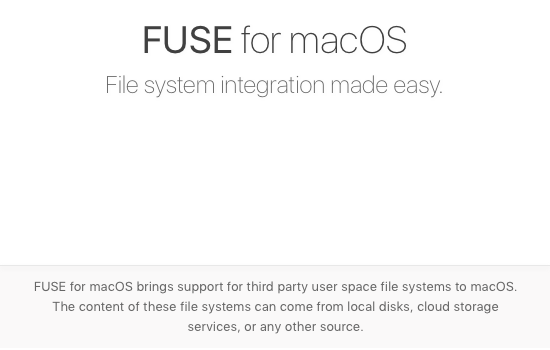 FUSE for macOS
File system integration made easy.
FUSE for macOS brings support for third party user space file systems to macOS.
The content of these file systems can come from local disks, cloud storage
services, or any other source.